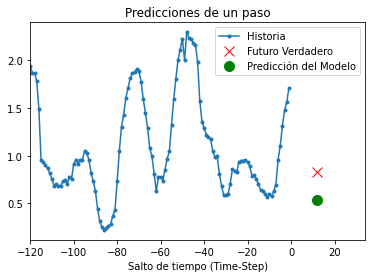 Predicciones de un paso
Historia
Futuro Verdadero
Predicción del Modelo
2.0
1.5
1.0
0.5
−120 −100 −80 −60 −40 −20 0 20
Salto de tiempo (Time-Step)